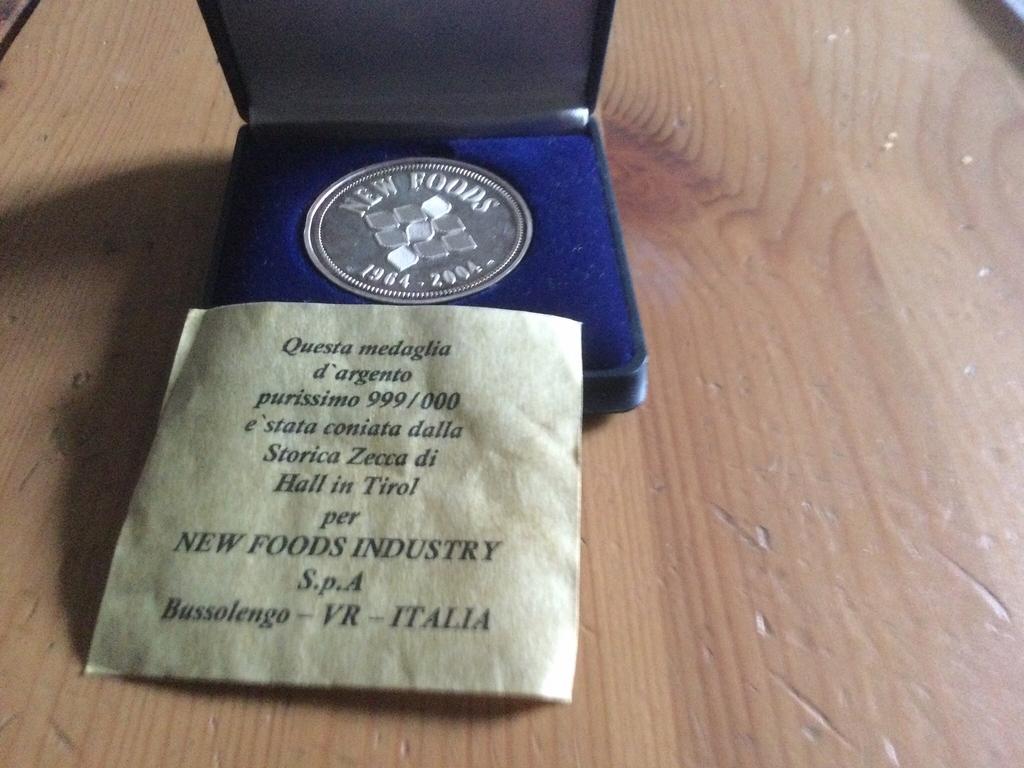 NEW FOODS
1964 - 2004 -
Questa medaglia
d`argento
purissimo 999/000
e`stata coniata dalla
Storica Zecca di
Hall in Tirol
per
NEW FOODS INDUSTRY
S.p.A
Bussolengo – VR – ITALIA